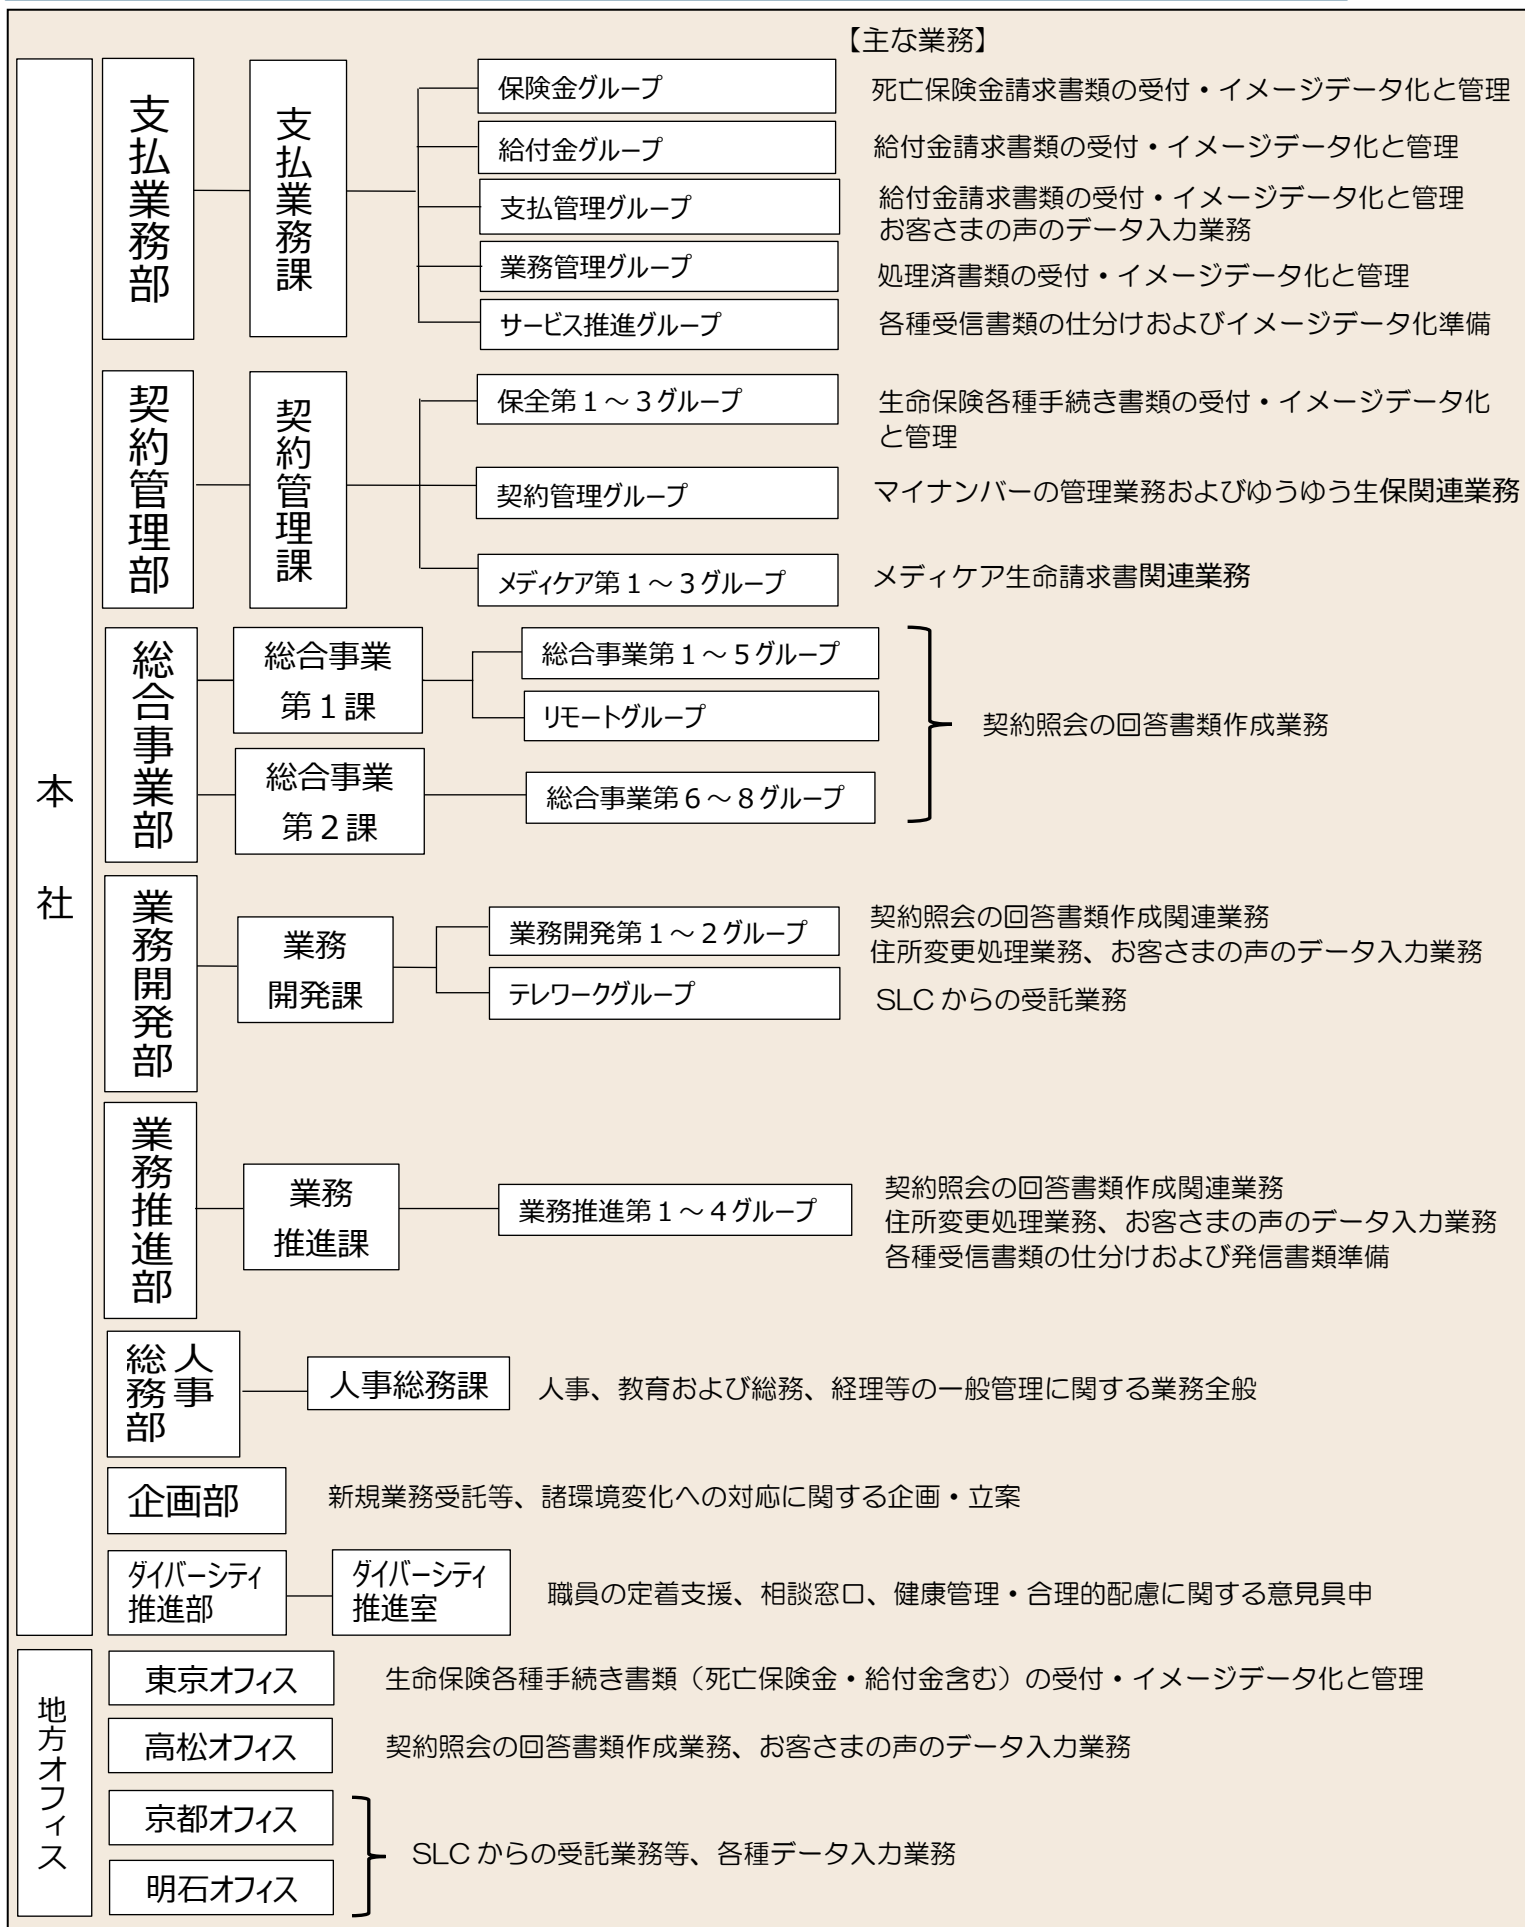 【主な業務】
本社
支払業務部
支払業務課
保険金グループ
死亡保険金請求書類の受付・イメージデータ化と管理
給付金グループ
給付金請求書類の受付・イメージデータ化と管理
支払管理グループ
給付金請求書類の受付・イメージデータ化と管理
お客さまの声のデータ入力業務
業務管理グループ
処理済書類の受付・イメージデータ化と管理
サービス推進グループ
各種受信書類の仕分けおよびイメージデータ化準備
契約管理部
契約管理課
保全第１～３グループ
生命保険各種手続き書類の受付・イメージデータ化
と管理
契約管理グループ
マイナンバーの管理業務およびゆうゆう生保関連業務
メディケア第１～３グループ
メディケア生命請求書関連業務
総合事業部
総合事業
第１課
総合事業第１～５グループ
リモートグループ
総合事業
第２課
総合事業第６～８グループ
契約照会の回答書類作成業務
業務開発部
業務
開発課
業務開発第１～２グループ
契約照会の回答書類作成関連業務
住所変更処理業務、お客さまの声のデータ入力業務
テレワークグループ
SLC からの受託業務
業務推進部
業務
推進課
業務推進第１～４グループ
契約照会の回答書類作成関連業務
住所変更処理業務、お客さまの声のデータ入力業務
各種受信書類の仕分けおよび発信書類準備
人事
総務部
人事総務課
人事、教育および総務、経理等の一般管理に関する業務全般
企画部
新規業務受託等、諸環境変化への対応に関する企画・立案
ダイバーシティ
推進部
ダイバーシティ
推進室
職員の定着支援、相談窓口、健康管理・合理的配慮に関する意見具申
地方オフィス
東京オフィス
生命保険各種手続き書類（死亡保険金・給付金含む）の受付・イメージデータ化と管理
高松オフィス
契約照会の回答書類作成業務、お客さまの声のデータ入力業務
京都オフィス
明石オフィス
SLC からの受託業務等、各種データ入力業務